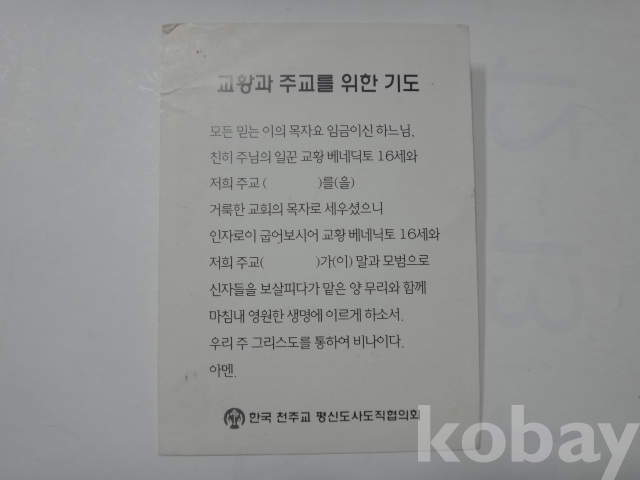 교황과 주교를 위한 기도
모든 믿는 이의 목자요 임금이신 하느님,
친히 주님의 일꾼 교황 베네딕토 16세와
저희 주교 (          )를(을)
거룩한 교회의 목자로 세우셨으니
인자로이 굽어보시어 교황 베네딕토 16세와
저희 주교(          )가(이) 말과 모범으로
신자들을 보살피다가 맡은 양 무리와 함께
마침내 영원한 생명에 이르게 하소서.
우리 주 그리스도를 통하여 비나이다.
아멘.
한국 천주교 평신도사도직협의회
kobay